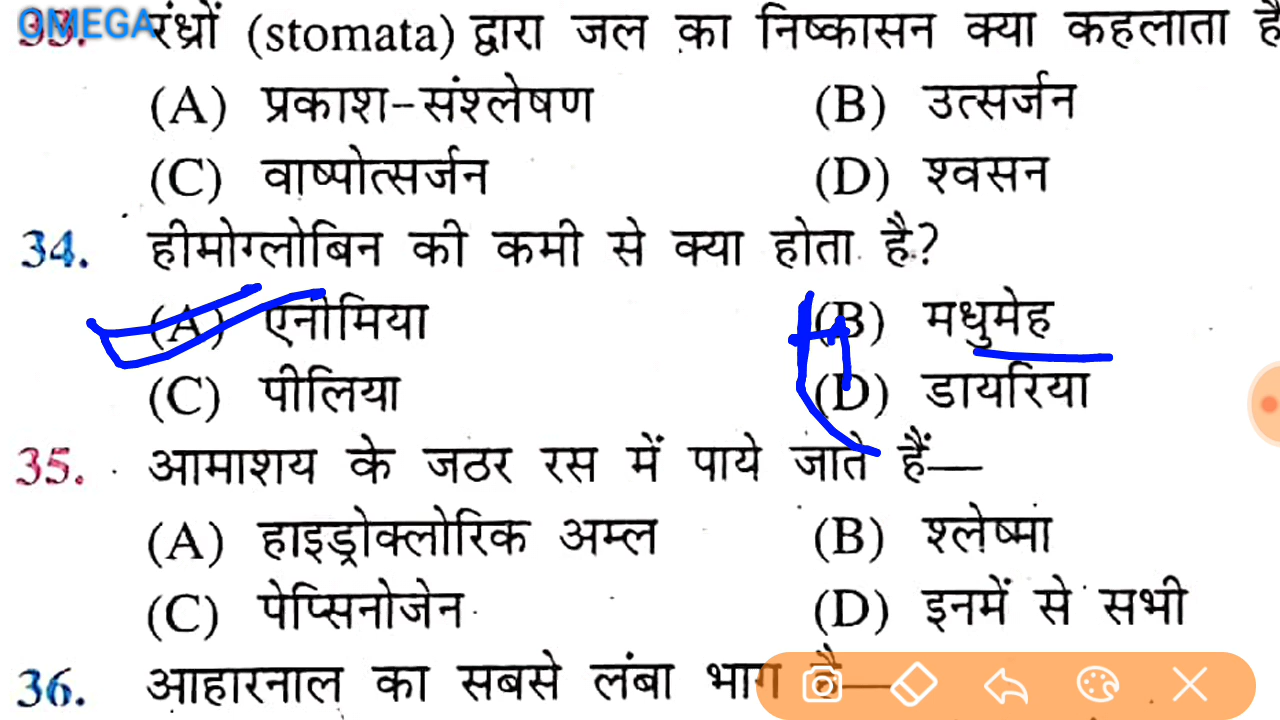 OMEGA
33. रंध्रों (stomata) द्वारा जल का निष्कासन क्या कहलाता है
(A) प्रकाश-संश्लेषण (B) उत्सर्जन
(C) वाष्पोत्सर्जन (D) श्वसन
34. हीमोग्लोबिन की कमी से क्या होता है?
(A) एनीमिया (B) मधुमेह
(C) पीलिया (D) डायरिया
35. आमाशय के जठर रस में पाये जाते हैं—
(A) हाइड्रोक्लोरिक अम्ल (B) श्लेष्मा
(C) पेप्सिनोजेन (D) इनमें से सभी
36. आहारनाल का सबसे लंबा भाग है—